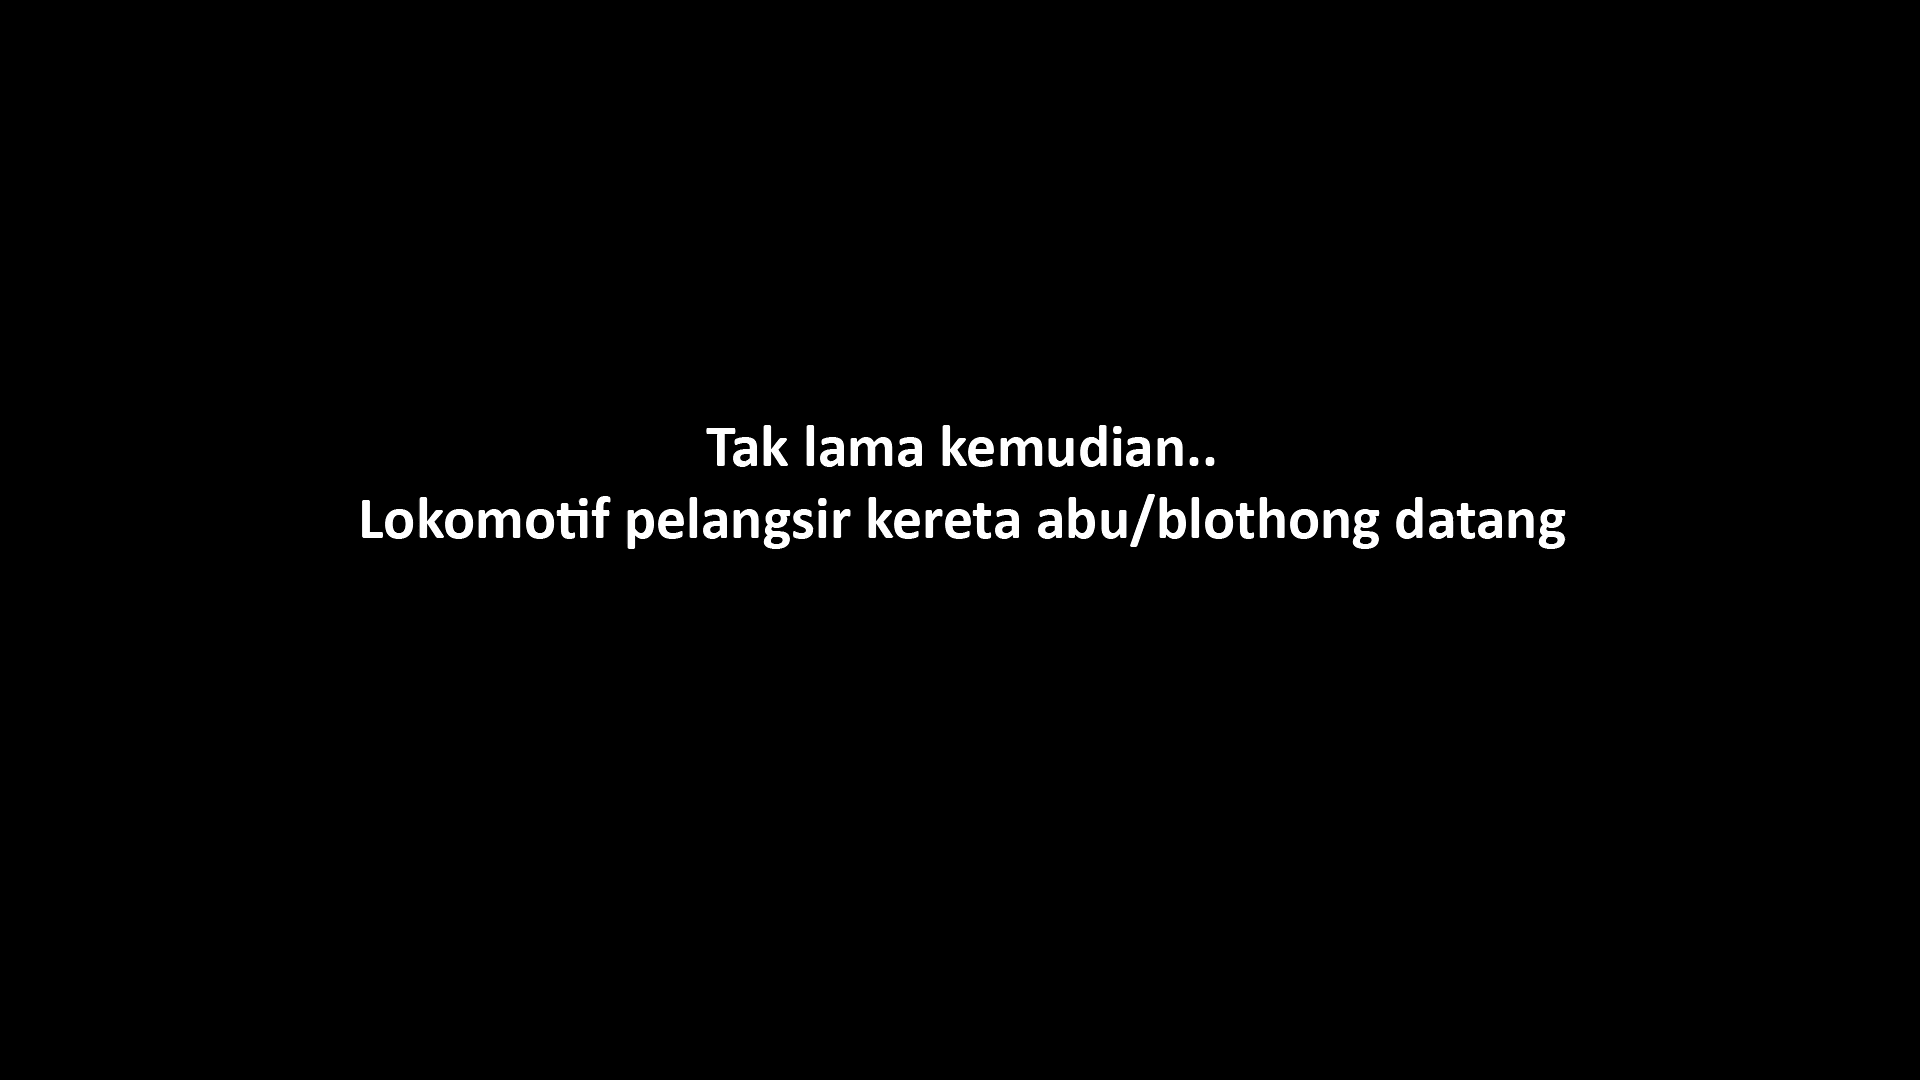 Tak lama kemudian..
Lokomotif pelangsir kereta abu/blothong datang